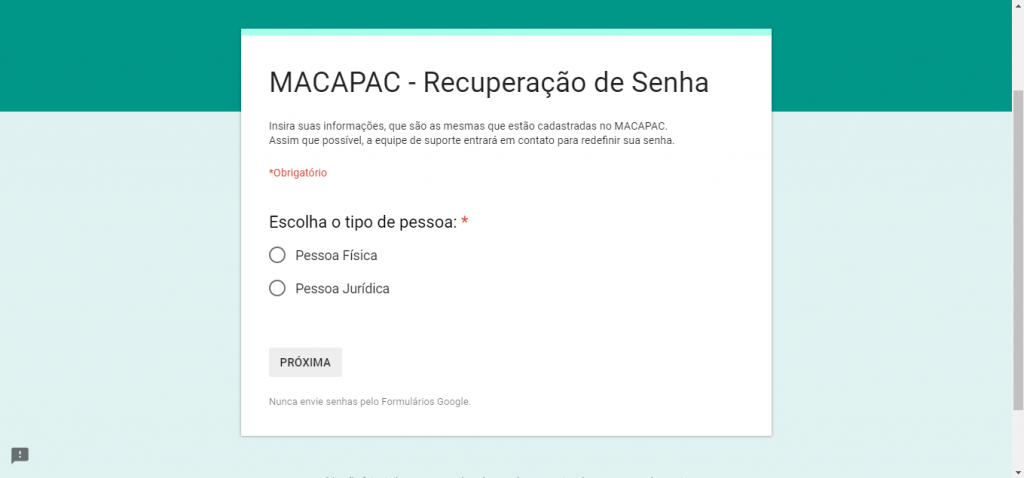 MACAPAC - Recuperação de Senha
Insira suas informações, que são as mesmas que estão cadastradas no MACAPAC.
Assim que possível, a equipe de suporte entrará em contato para redefinir sua senha.
*Obrigatório
Escolha o tipo de pessoa: *
Pessoa Física
Pessoa Jurídica
PRÓXIMA
Nunca envie senhas pelo Formulários Google.